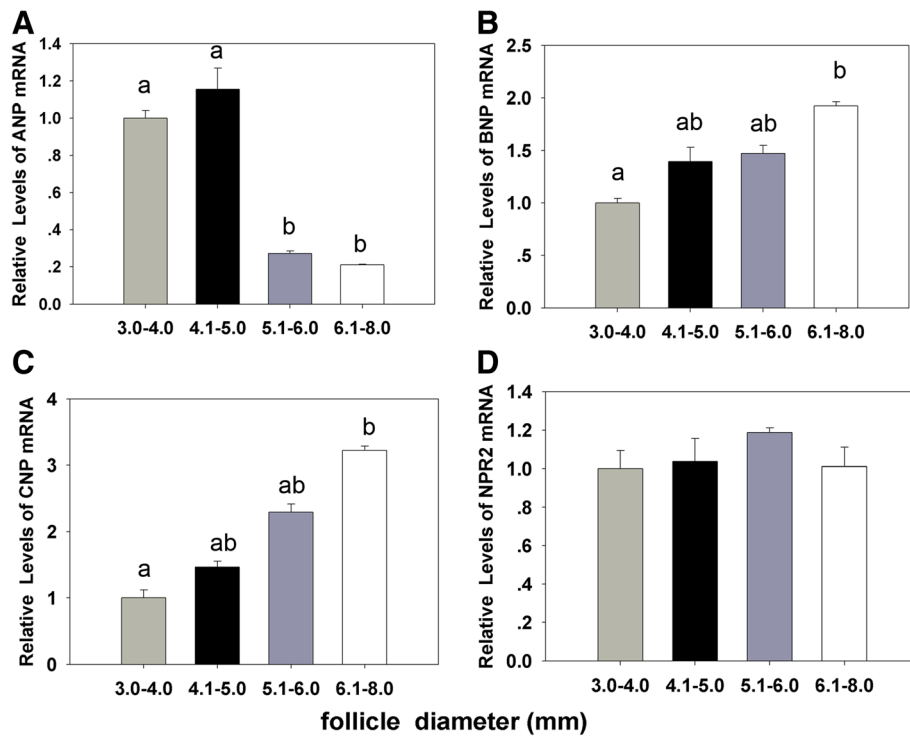 A
Relative Levels of ANP mRNA
1.4
1.2
1.0
.8
.6
.4
.2
0.0
a
a
b
b
3.0-4.0 4.1-5.0 5.1-6.0 6.1-8.0
B
Relative Levels of BNP mRNA
2.5
2.0
1.5
1.0
.5
0.0
a
ab
ab
b
3.0-4.0 4.1-5.0 5.1-6.0 6.1-8.0
C
Relative Levels of CNP mRNA
4
3
2
1
0
a
ab
ab
b
3.0-4.0 4.1-5.0 5.1-6.0 6.1-8.0
D
Relative Levels of NPR2 mRNA
1.4
1.2
1.0
.8
.6
.4
.2
0.0
3.0-4.0 4.1-5.0 5.1-6.0 6.1-8.0
follicle diameter (mm)